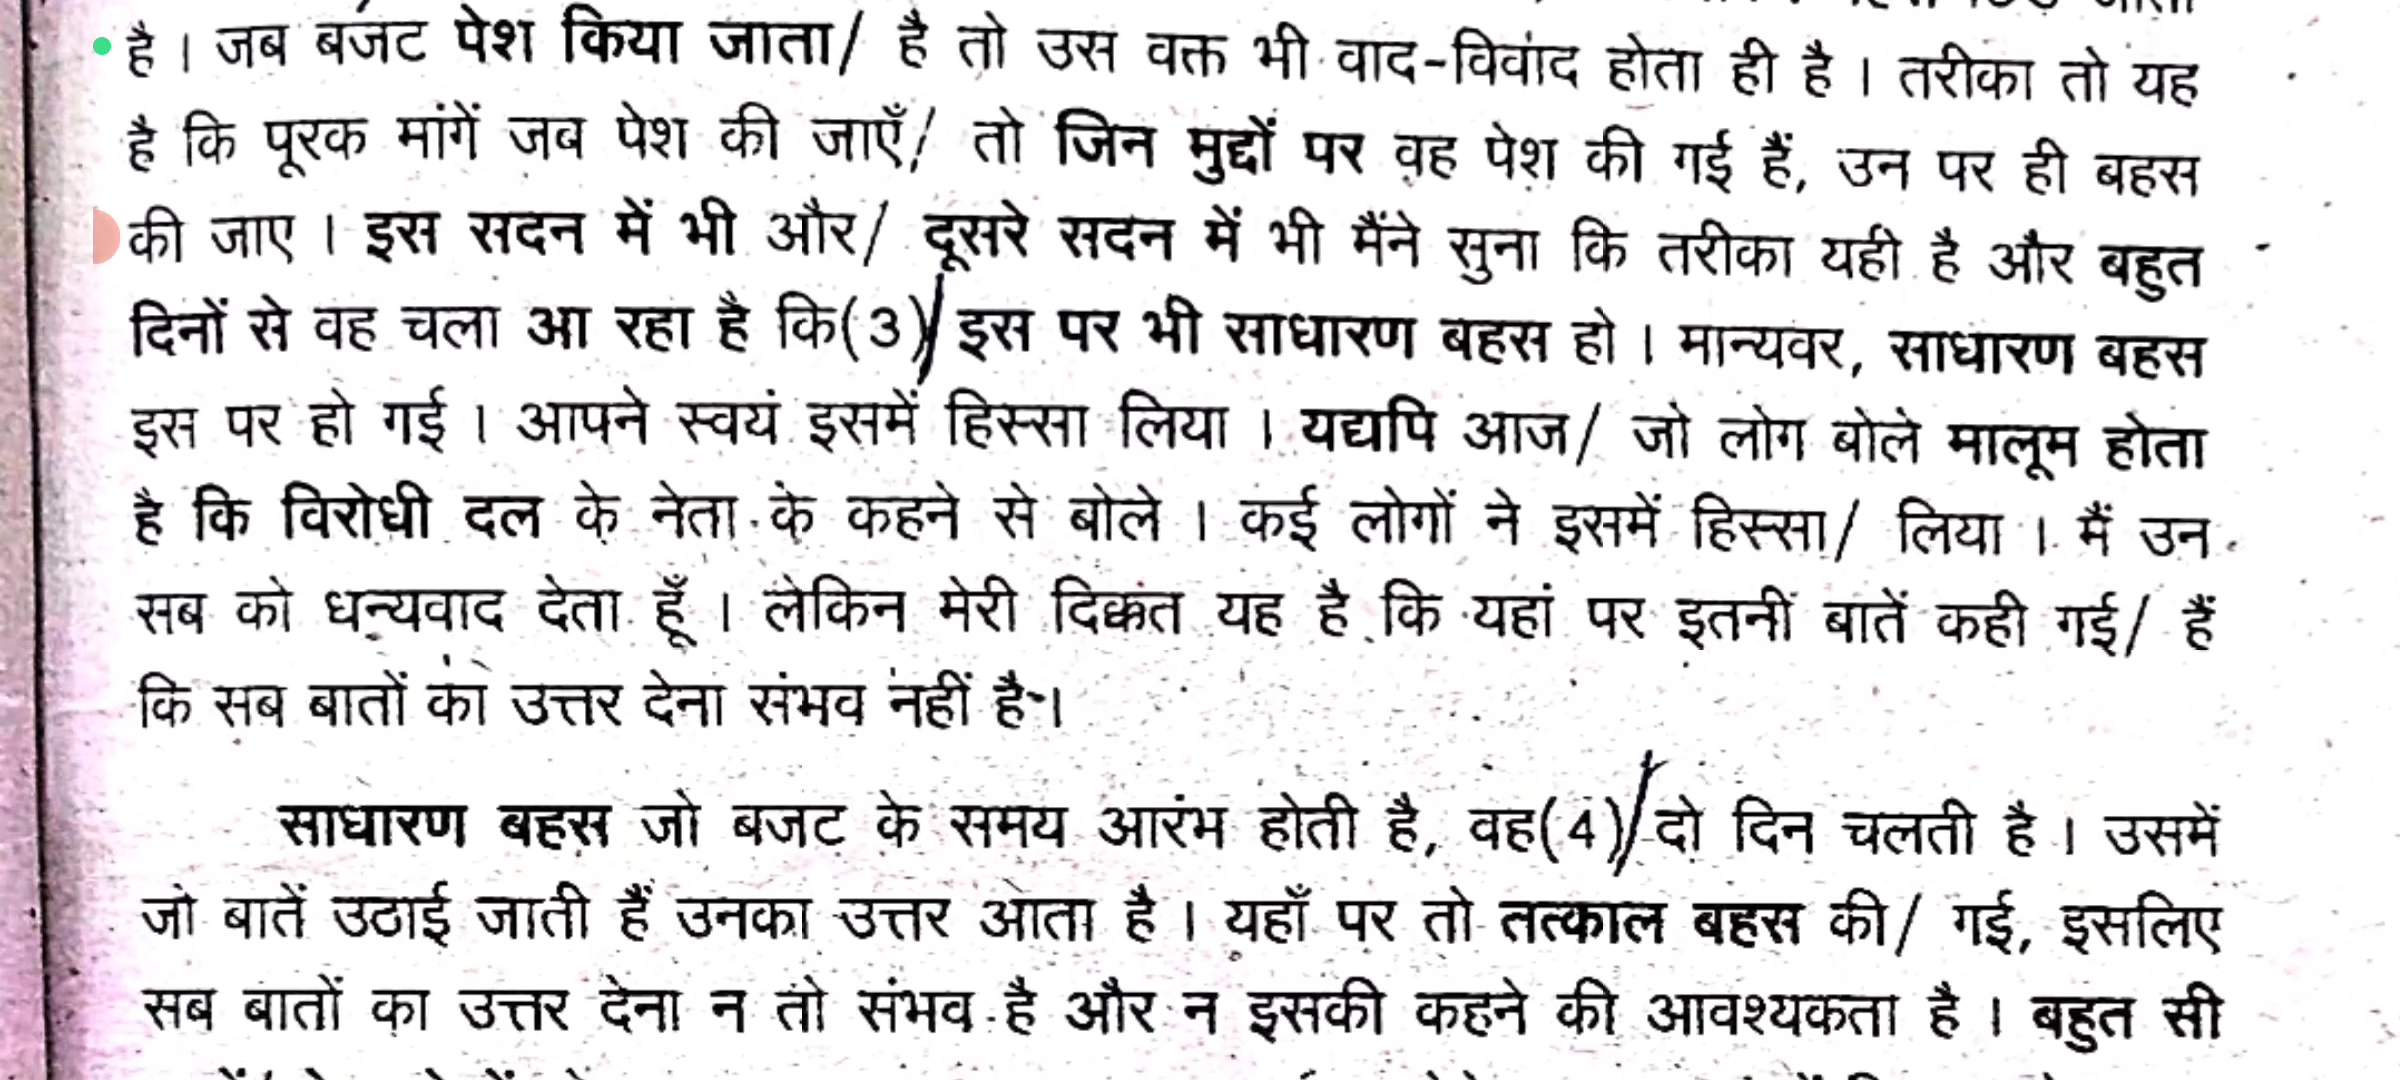 है । जब बजट पेश किया जाता/ है तो उस वक्त भी वाद-विवाद होता ही है । तरीका तो यह
है कि पूरक मांगें जब पेश की जाएँ/ तो जिन मुद्दों पर वह पेश की गई हैं, उन पर ही बहस
की जाए । इस सदन में भी और/ दूसरे सदन में भी मैंने सुना कि तरीका यही है और बहुत
दिनों से वह चला आ रहा है कि(3)/ इस पर भी साधारण बहस हो । मान्यवर, साधारण बहस
इस पर हो गई । आपने स्वयं इसमें हिस्सा लिया । यद्यपि आज/ जो लोग बोले मालूम होता
है कि विरोधी दल के नेता के कहने से बोले । कई लोगों ने इसमें हिस्सा/ लिया । मैं उन
सब को धन्यवाद देता हूँ । लेकिन मेरी दिक्कत यह है कि यहां पर इतनी बातें कही गई/ हैं
कि सब बातों का उत्तर देना संभव नहीं है ।
साधारण बहस जो बजट के समय आरंभ होती है, वह(4)/ दो दिन चलती है । उसमें
जो बातें उठाई जाती हैं उनका उत्तर आता है । यहाँ पर तो तत्काल बहस की/ गई, इसलिए
सब बातों का उत्तर देना न तो संभव है और न इसकी कहने की आवश्यकता है । बहुत सी